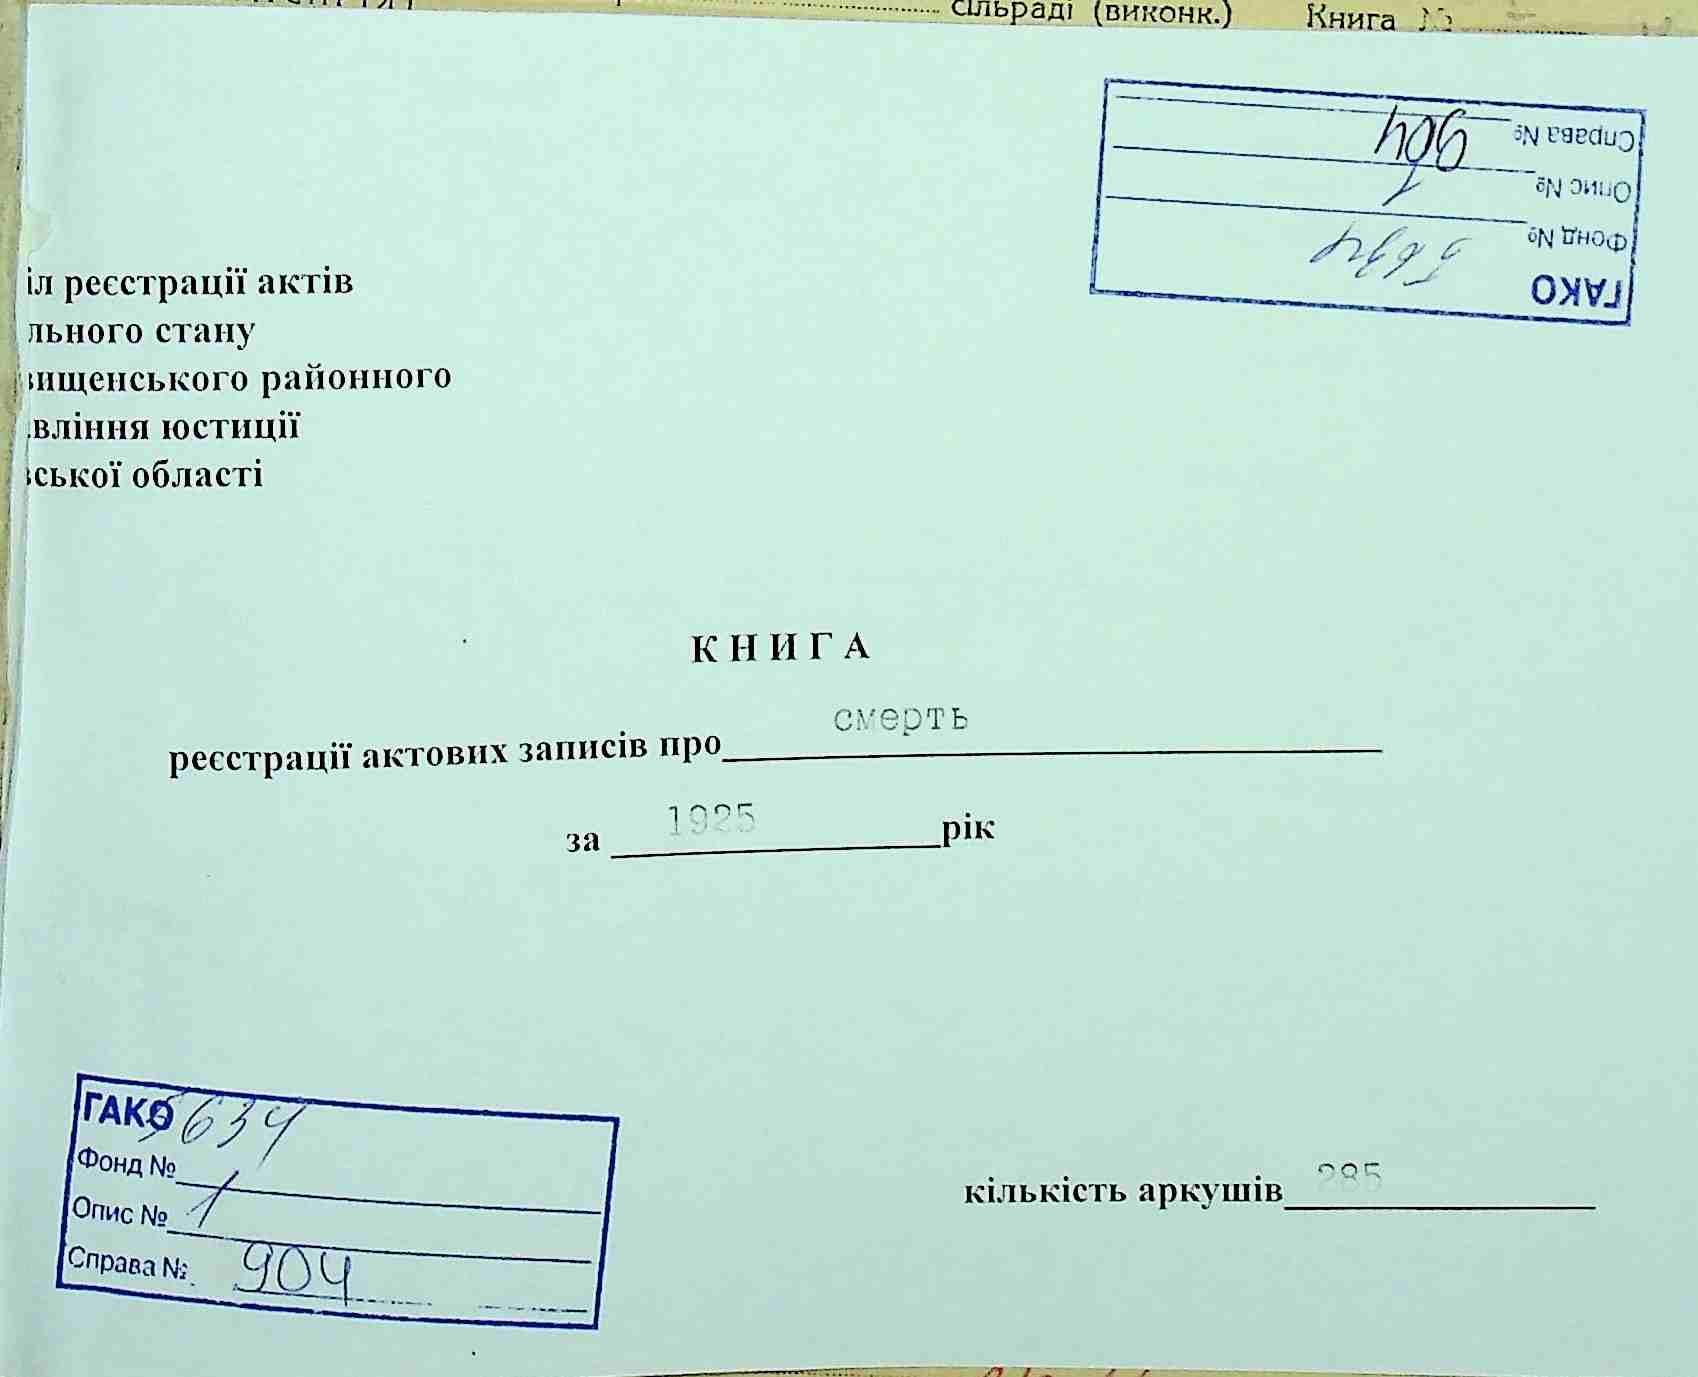 сільраді (виконк.) Книга №
Справа № 904
Опис № 1
Фонд № 5634
ГАКО
іл реєстрації актів
льного стану
вищенського районного
авління юстиції
вської області
КНИГА
реєстрації актових записів про смерть
за 1925 рік
ГАКО 5634
Фонд №
Опис № 1
Справа № 904
кількість аркушів 285